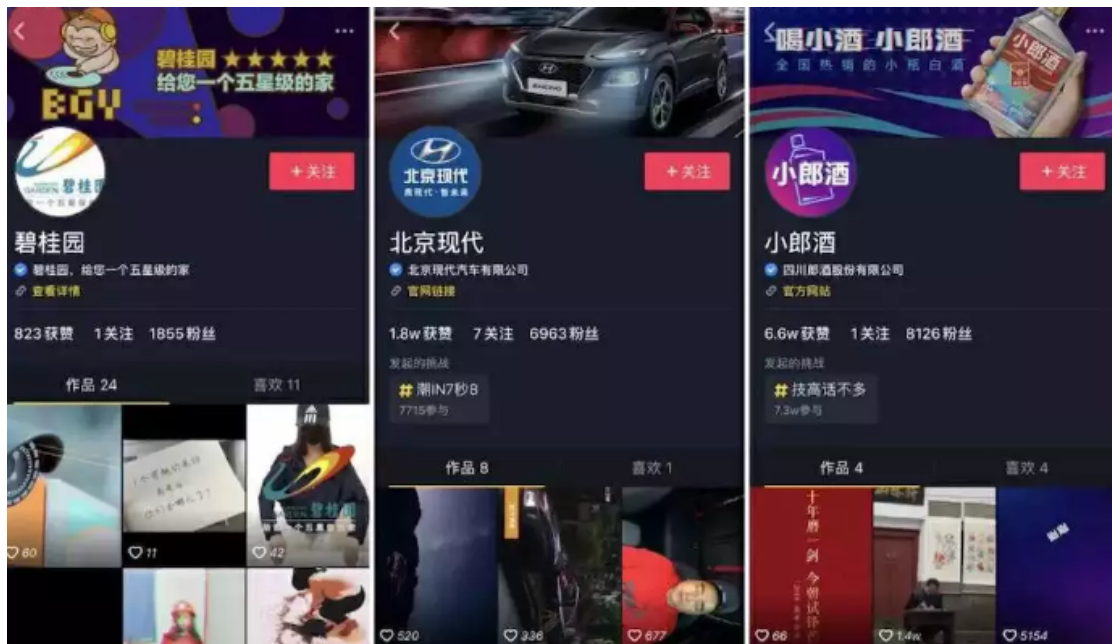 碧桂园 ★★★★★
给您一个五星级的家
BGY
碧桂园
+关注
碧桂园
碧桂园,给您一个五星级的家
查看详情
823获赞 1关注 1855粉丝
作品 24
喜欢 11
60
11
42
碧桂园
北京现代
+关注
北京现代
北京现代汽车有限公司
官网链接
1.8w获赞 7关注 6963粉丝
发起的挑战
#潮IN7秒8
7715参与
作品 8
喜欢 1
520
336
677
喝小酒 小郎酒
全国热销的小瓶白酒
小郎酒
小郎酒
+关注
小郎酒
四川郎酒股份有限公司
官方网站
6.6w获赞 1关注 8126粉丝
发起的挑战
#技高话不多
7.3w参与
作品 4
喜欢 4
十年磨一剑 今朝试锋芒
66
1.4w
5154